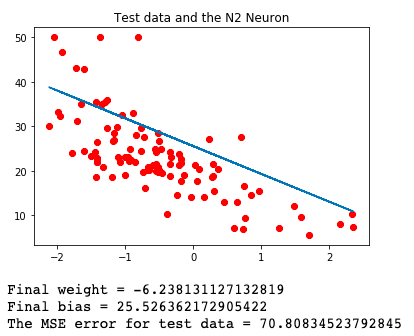 Test data and the N2 Neuron
50
40
30
20
10
−2 −1 0 1 2
Final weight = -6.238131127132819
Final bias = 25.526362172905422
The MSE error for test data = 70.80834523792845